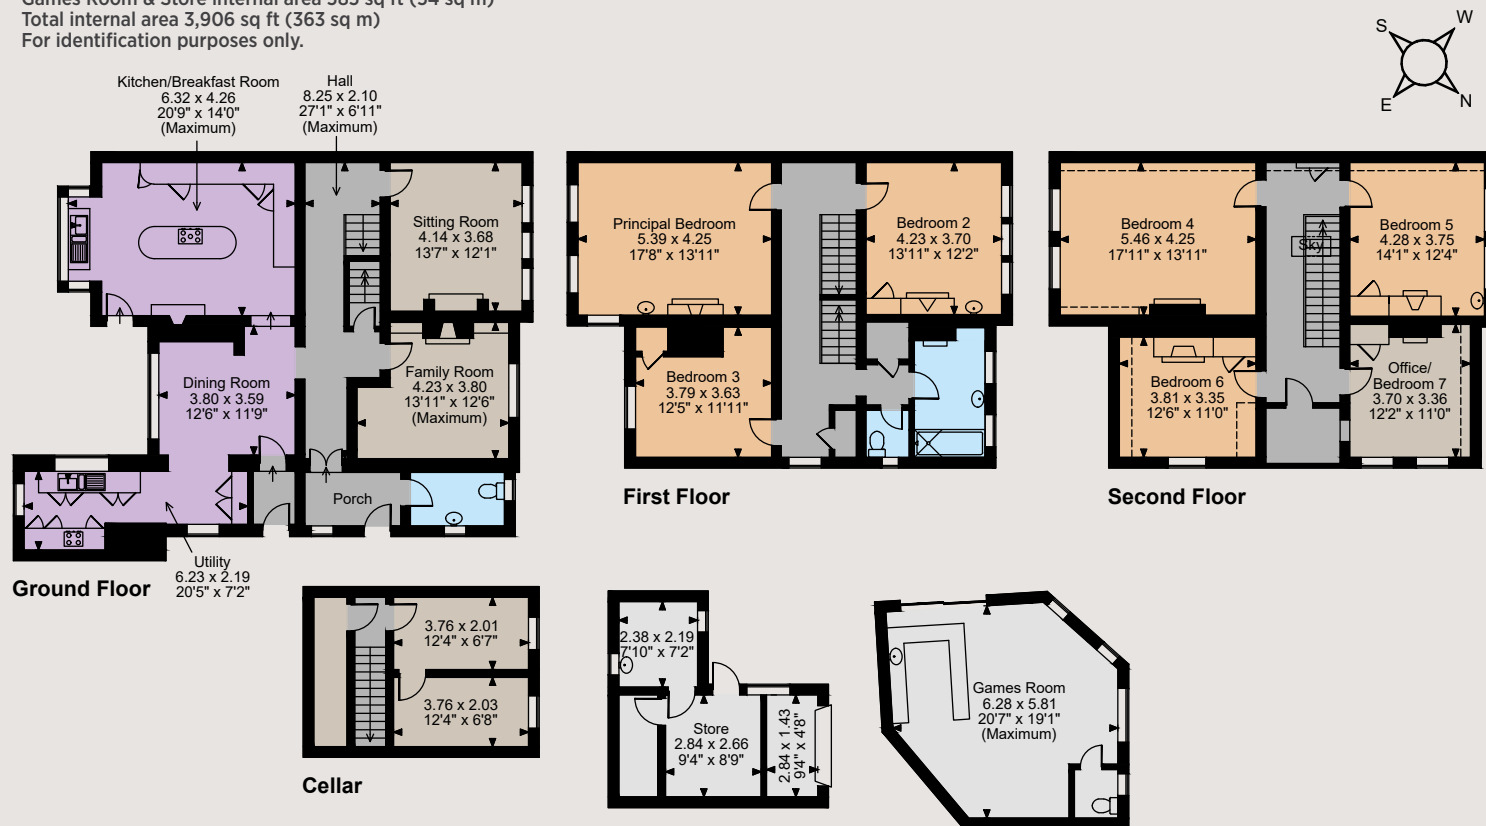 Games Room & Store internal area 585 sq ft (54 sq m)
Total internal area 3,906 sq ft (363 sq m)
For identification purposes only.
S
W
E
N
Kitchen/Breakfast Room
6.32 x 4.26
20'9" x 14'0"
(Maximum)
Hall
8.25 x 2.10
27'1" x 6'11"
(Maximum)
Sitting Room
4.14 x 3.68
13'7" x 12'1"
Dining Room
3.80 x 3.59
12'6" x 11'9"
Family Room
4.23 x 3.80
13'11" x 12'6"
(Maximum)
Porch
Utility
6.23 x 2.19
20'5" x 7'2"
Ground Floor
Principal Bedroom
5.39 x 4.25
17'8" x 13'11"
Bedroom 2
4.23 x 3.70
13'11" x 12'2"
Bedroom 3
3.79 x 3.63
12'5" x 11'11"
First Floor
Bedroom 4
5.46 x 4.25
17'11" x 13'11"
Sky
Bedroom 5
4.28 x 3.75
14'1" x 12'4"
Bedroom 6
3.81 x 3.35
12'6" x 11'0"
Office/
Bedroom 7
3.70 x 3.36
12'2" x 11'0"
Second Floor
3.76 x 2.01
12'4" x 6'7"
3.76 x 2.03
12'4" x 6'8"
Cellar
2.38 x 2.19
7'10" x 7'2"
Store
2.84 x 2.66
9'4" x 8'9"
2.84 x 1.43
9'4" x 4'8"
Games Room
6.28 x 5.81
20'7" x 19'1"
(Maximum)